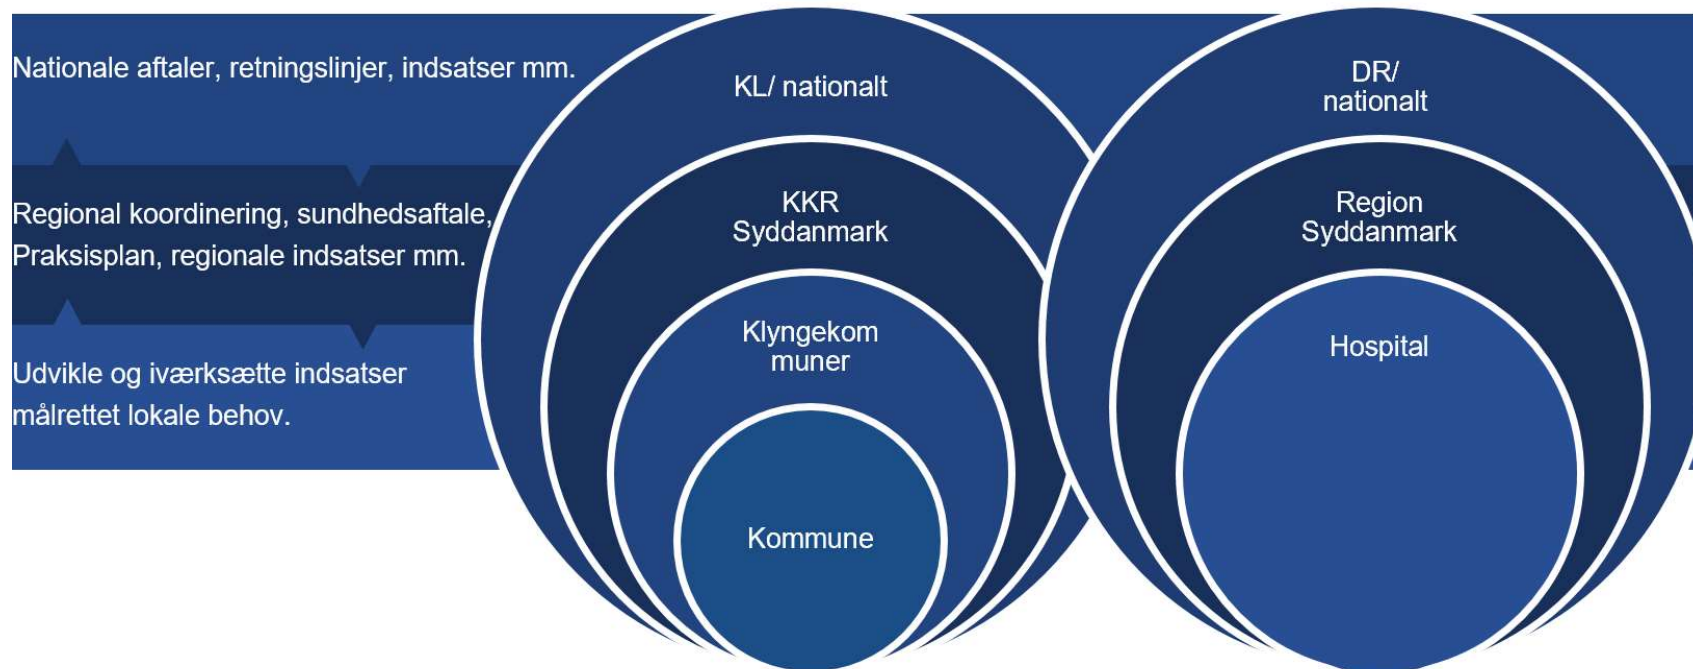 Nationale aftaler, retningslinjer, indsatser mm.
KL/ nationalt
DR/
nationalt
Regional koordinering, sundhedsaftale,
Praksisplan, regionale indsatser mm.
KKR
Syddanmark
Region
Syddanmark
Udvikle og iværksætte indsatser
målrettet lokale behov.
Klyngekom
muner
Hospital
Kommune